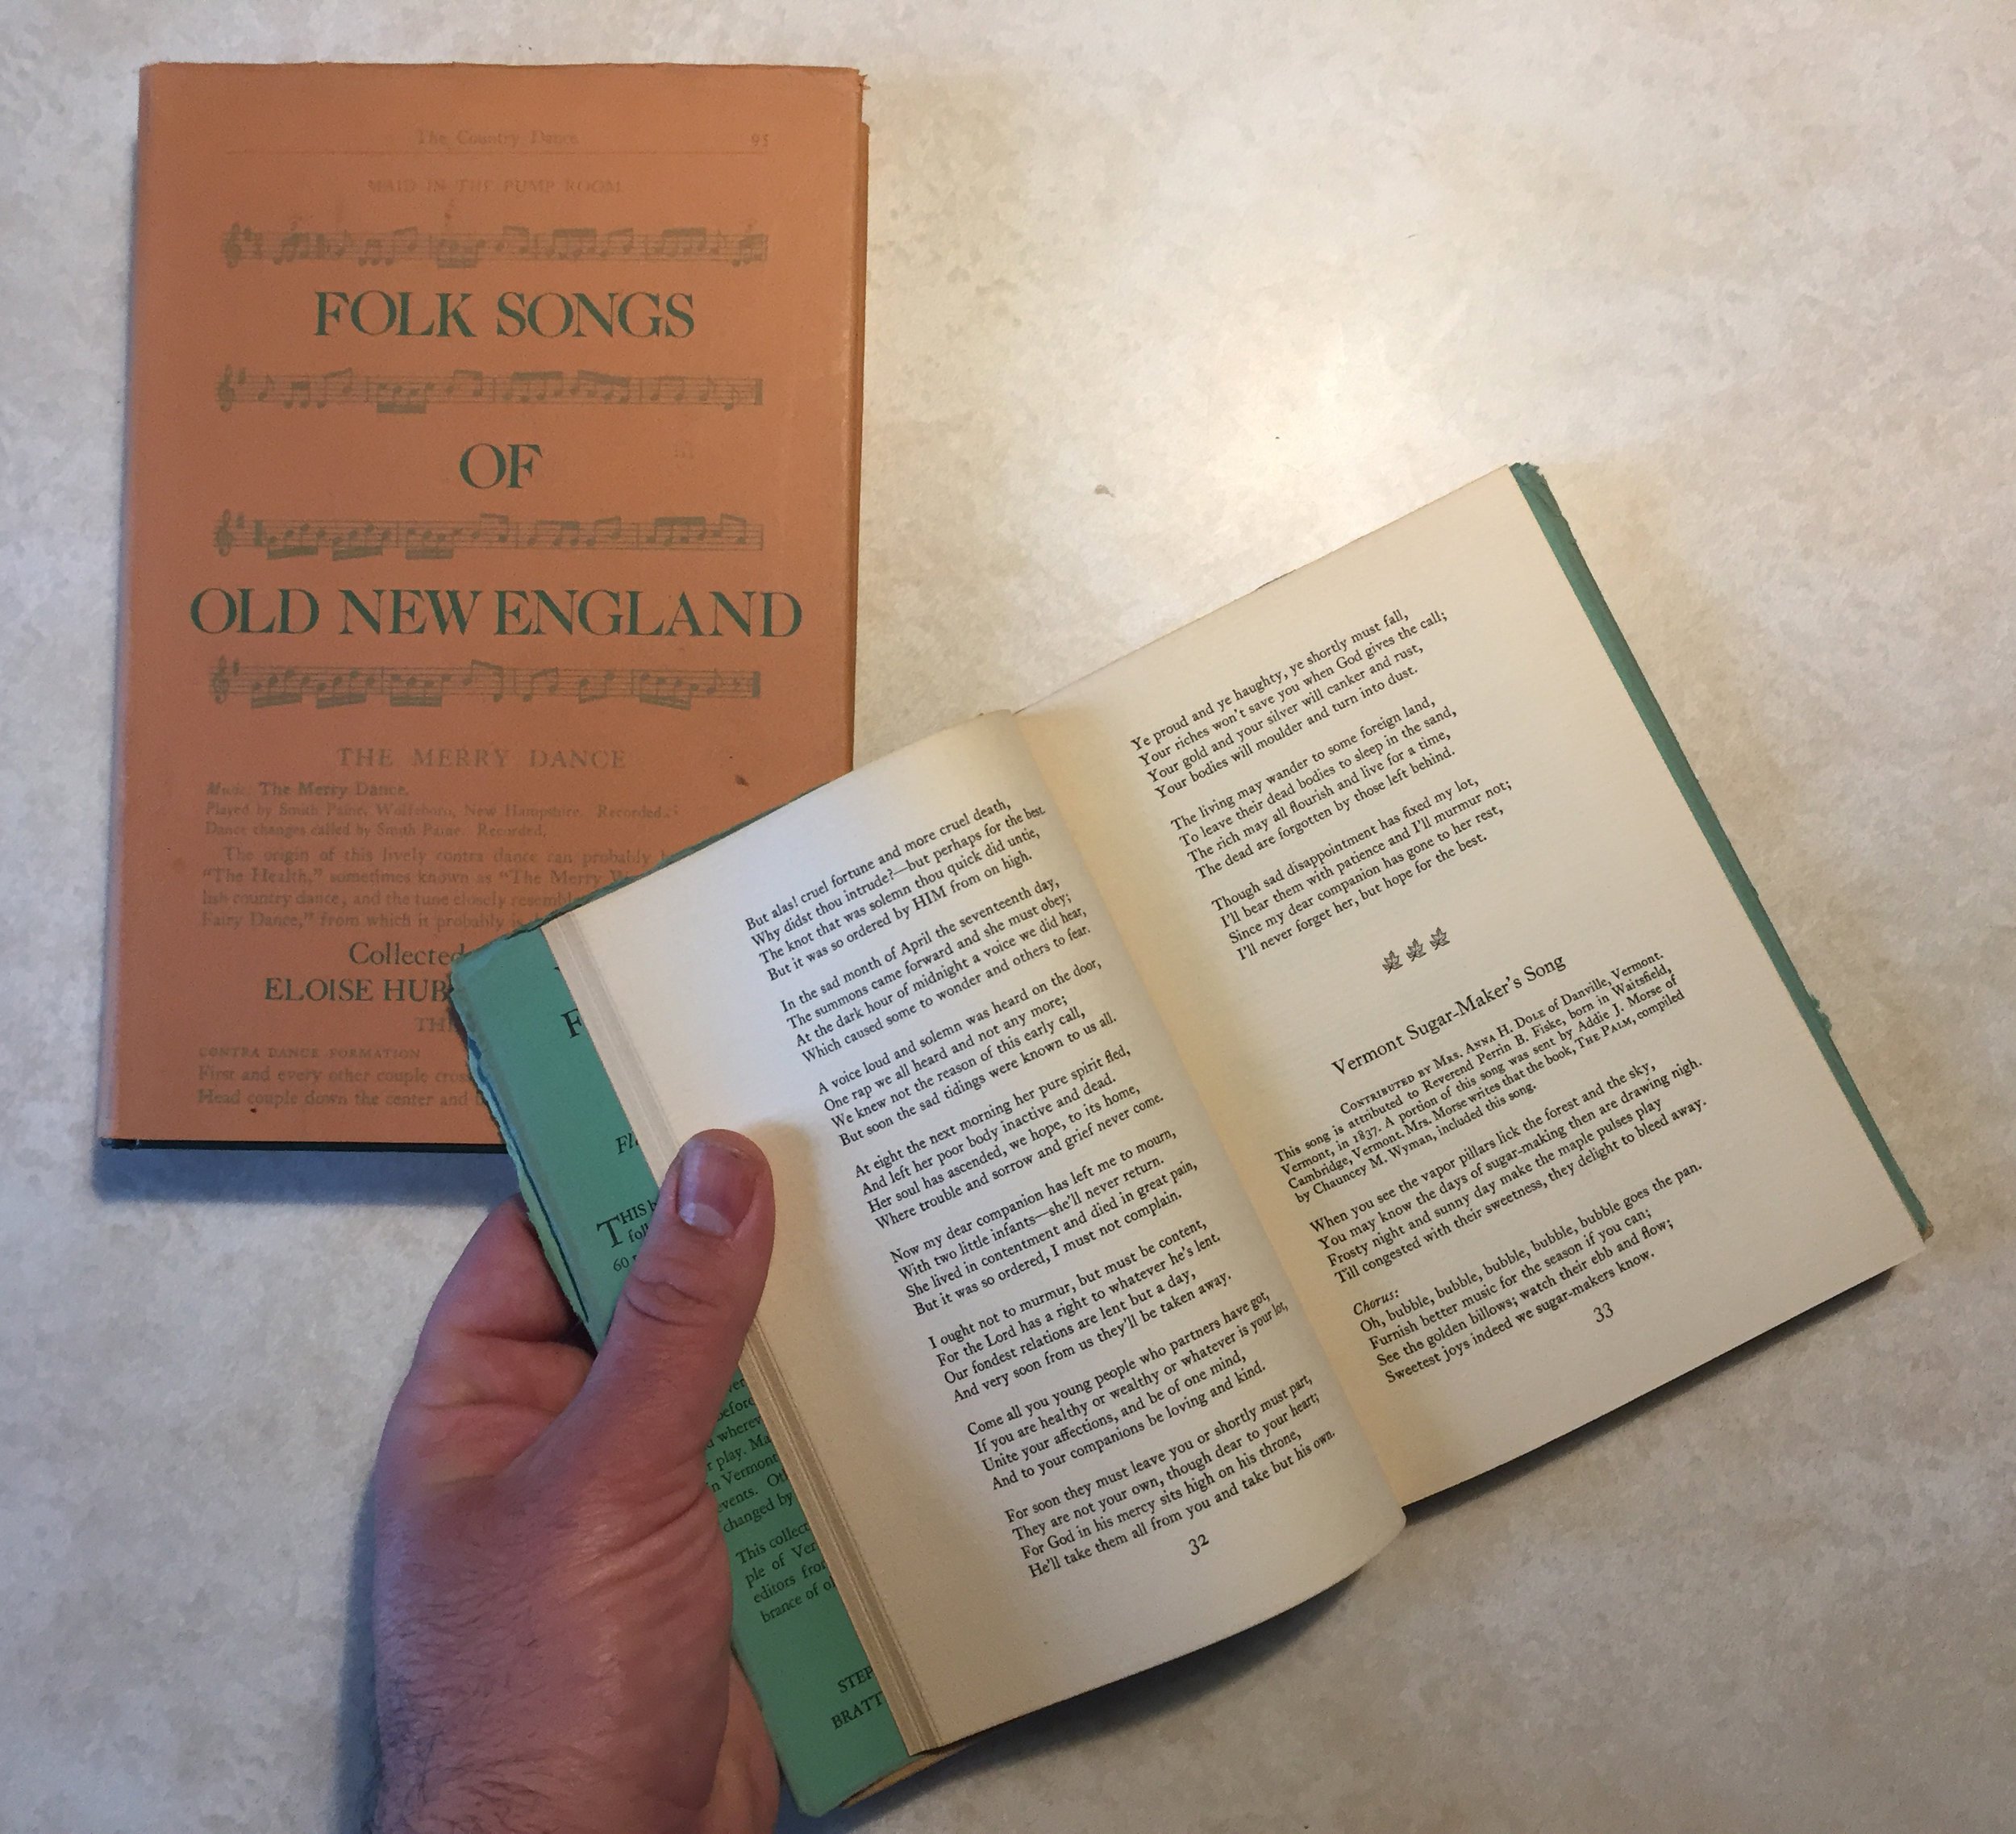 The Country Dance 95
MAID IN THE PUMP ROOM
FOLK SONGS
OF
OLD NEW ENGLAND
THE MERRY DANCE
Music: The Merry Dance.
Played by Smith Paine, Wolfeboro, New Hampshire. Recorded.
Dance changes called by Smith Paine. Recorded.
The origin of this lively contra dance can probably
"The Health," sometimes known as "The Merry
lish country dance, and the tune closely
Fairy Dance," from which it probably is
Collected
ELOISE HUB
CONTRA DANCE FORMATION
First and every other couple
Head couple down the center and
F
Fl
THIS
60
before
wherev
play. Ma
n Vermont
events.
changed by
This collect
ple of Ver
editors from
brance of
STEP
BRATT
But alas! cruel fortune and more cruel death,
Why didst thou intrude?—but perhaps for the best.
The knot that was solemn thou quick did untie,
But it was so ordered by HIM from on high.
In the sad month of April the seventeenth day,
The summons came forward and she must obey;
At the dark hour of midnight a voice we did hear,
Which caused some to wonder and others to fear.
A voice loud and solemn was heard on the door,
One rap we all heard and not any more;
We knew not the reason of this early call,
But soon the sad tidings were known to us all.
At eight the next morning her pure spirit fled,
And left her poor body inactive and dead.
Her soul has ascended, we hope, to its home,
Where trouble and sorrow and grief never come.
Now my dear companion has left me to mourn,
With two little infants—she'll never return.
She lived in contentment and died in great pain,
But it was so ordered, I must not complain.
I ought not to murmur, but must be content,
For the Lord has a right to whatever he's lent.
Our fondest relations are lent but a day,
And very soon from us they'll be taken away.
Come all you young people who partners have got,
If you are healthy or wealthy or whatever is your lot,
Unite your affections, and be of one mind,
And to your companions be loving and kind.
For soon they must leave you or shortly must part,
They are not your own, though dear to your heart;
For God in his mercy sits high on his throne,
He'll take them all from you and take but his own.
32
Ye proud and ye haughty, ye shortly must fall,
Your riches won't save you when God gives the call;
Your gold and your silver will canker and rust,
Your bodies will moulder and turn into dust.
The living may wander to some foreign land,
To leave their dead bodies to sleep in the sand,
The rich may all flourish and live for a time,
The dead are forgotten by those left behind.
Though sad disappointment has fixed my lot,
I'll bear them with patience and I'll murmur not;
Since my dear companion has gone to her rest,
I'll never forget her, but hope for the best.
Vermont Sugar-Maker's Song
CONTRIBUTED BY MRS. ANNA H. DOLE of Danville, Vermont.
This song is attributed to Reverend Perrin B. Fiske, born in Waitsfield,
Vermont, in 1837. A portion of this song was sent by Addie J. Morse of
Cambridge, Vermont. Mrs. Morse writes that the book, THE PALM, compiled
by Chauncey M. Wyman, included this song.
When you see the vapor pillars lick the forest and the sky,
You may know the days of sugar-making then are drawing nigh.
Frosty night and sunny day make the maple pulses play
Till congested with their sweetness, they delight to bleed away.
Chorus:
Oh, bubble, bubble, bubble, bubble, bubble goes the pan.
Furnish better music for the season if you can;
See the golden billows; watch their ebb and flow;
Sweetest joys indeed we sugar-makers know.
33